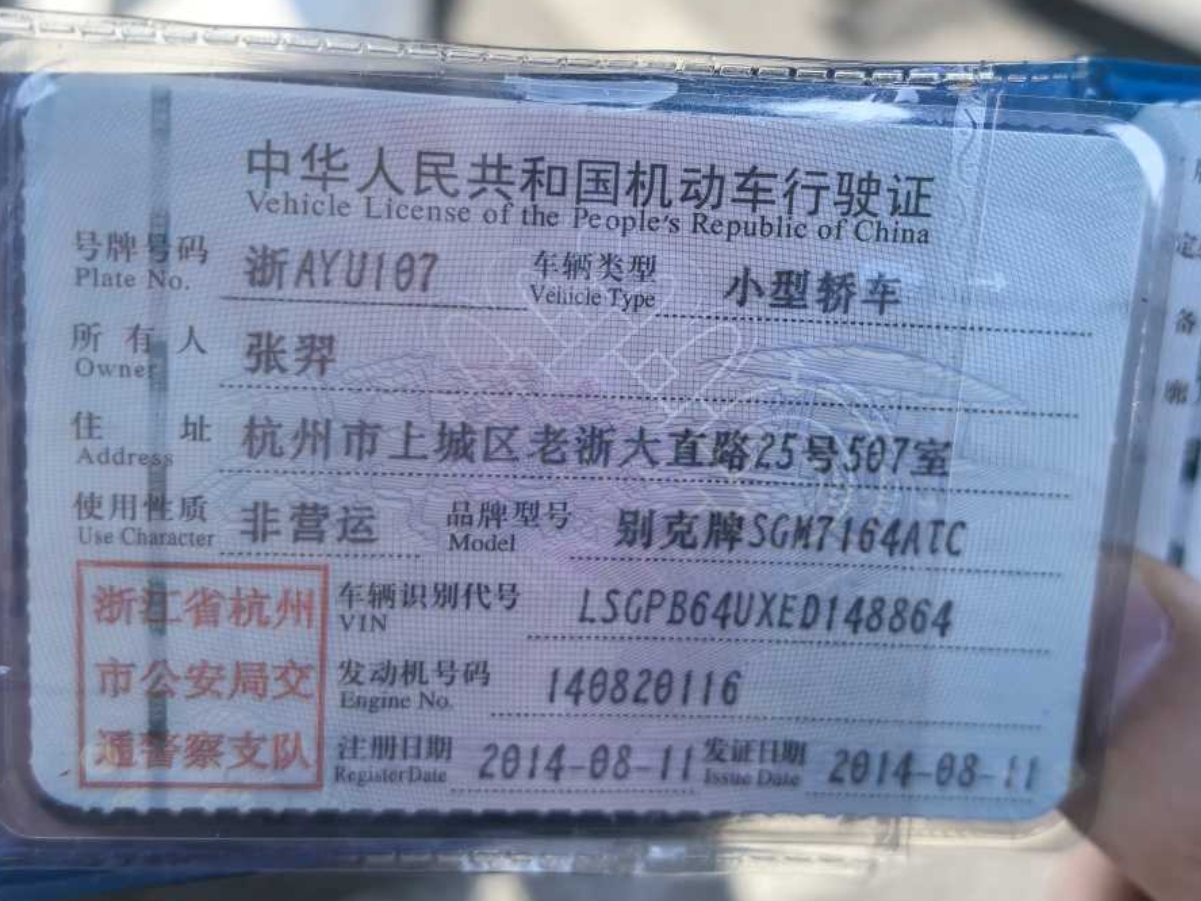 中华人民共和国机动车行驶证
Vehicle License of the People's Republic of China
号牌号码 浙AYU107 车辆类型 小型轿车
Plate No. Vehicle Type
所有人 张羿
Owner
住址 杭州市上城区老浙大直路25号507室
Address
使用性质 非营运 品牌型号 别克牌SGM7164ATC
Use Character Model
浙江省杭州
市公安局交
通警察支队
车辆识别代号 LSGPB64UXED148864
VIN
发动机号码 140820116
Engine No.
注册日期 2014-08-11 发证日期 2014-08-11
Register Date Issue Date
定
备